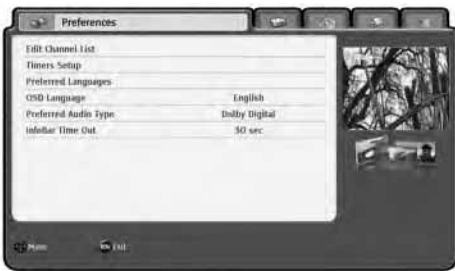 Preferences
Edit Channel List
Timers Setup
Preferred Languages
OSD Language English
Preferred Audio Type Dolby Digital
InfoBar Time Out 30 sec
Move
Exit